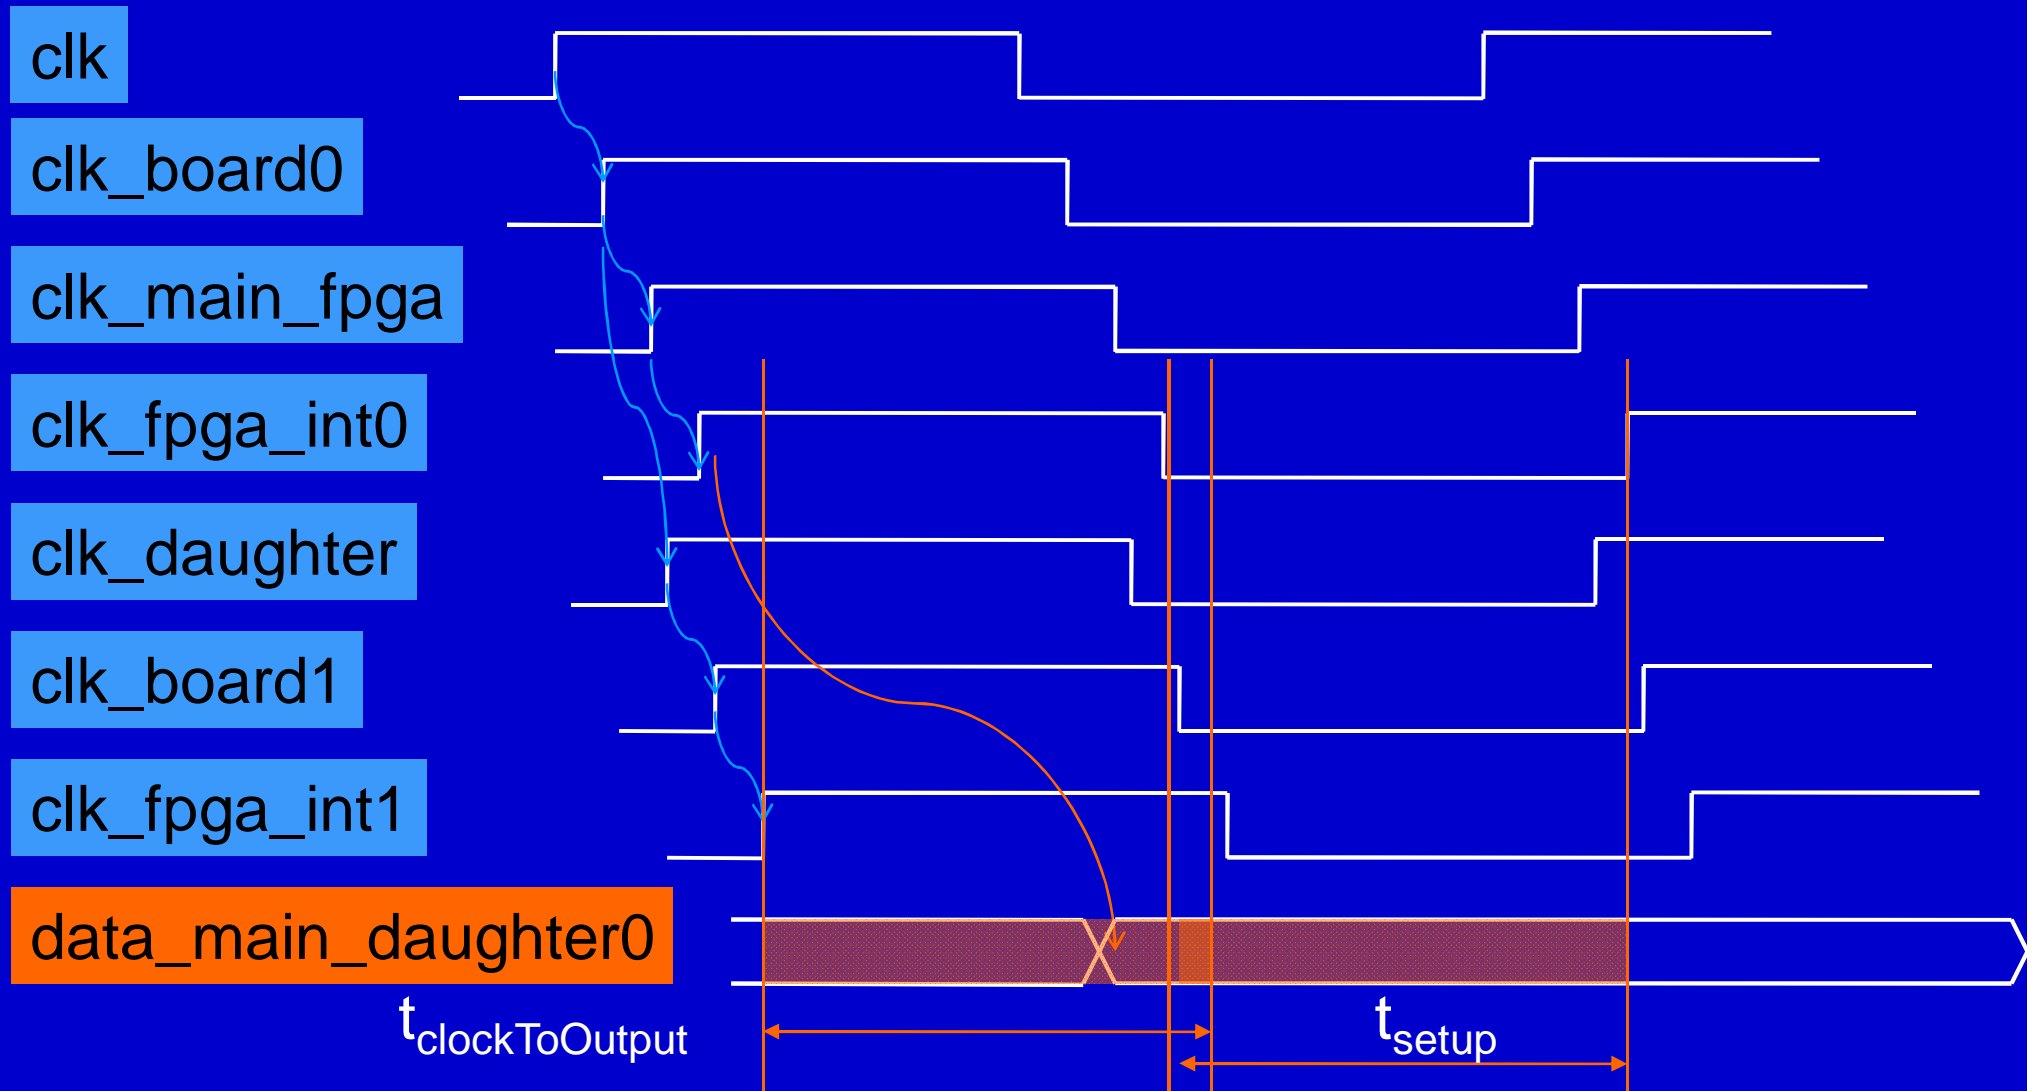 clk
clk_board0
clk_main_fpga
clk_fpga_int0
clk_daughter
clk_board1
clk_fpga_int1
data_main_daughter0
tclockToOutput
tsetup